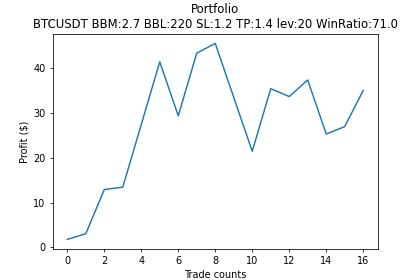 Portfolio
BTCUSDT BBM:2.7 BBL:220 SL:1.2 TP:1.4 lev:20 WinRatio:71.0
Profit ($)
40
30
20
10
0
0 2 4 6 8 10 12 14 16
Trade counts